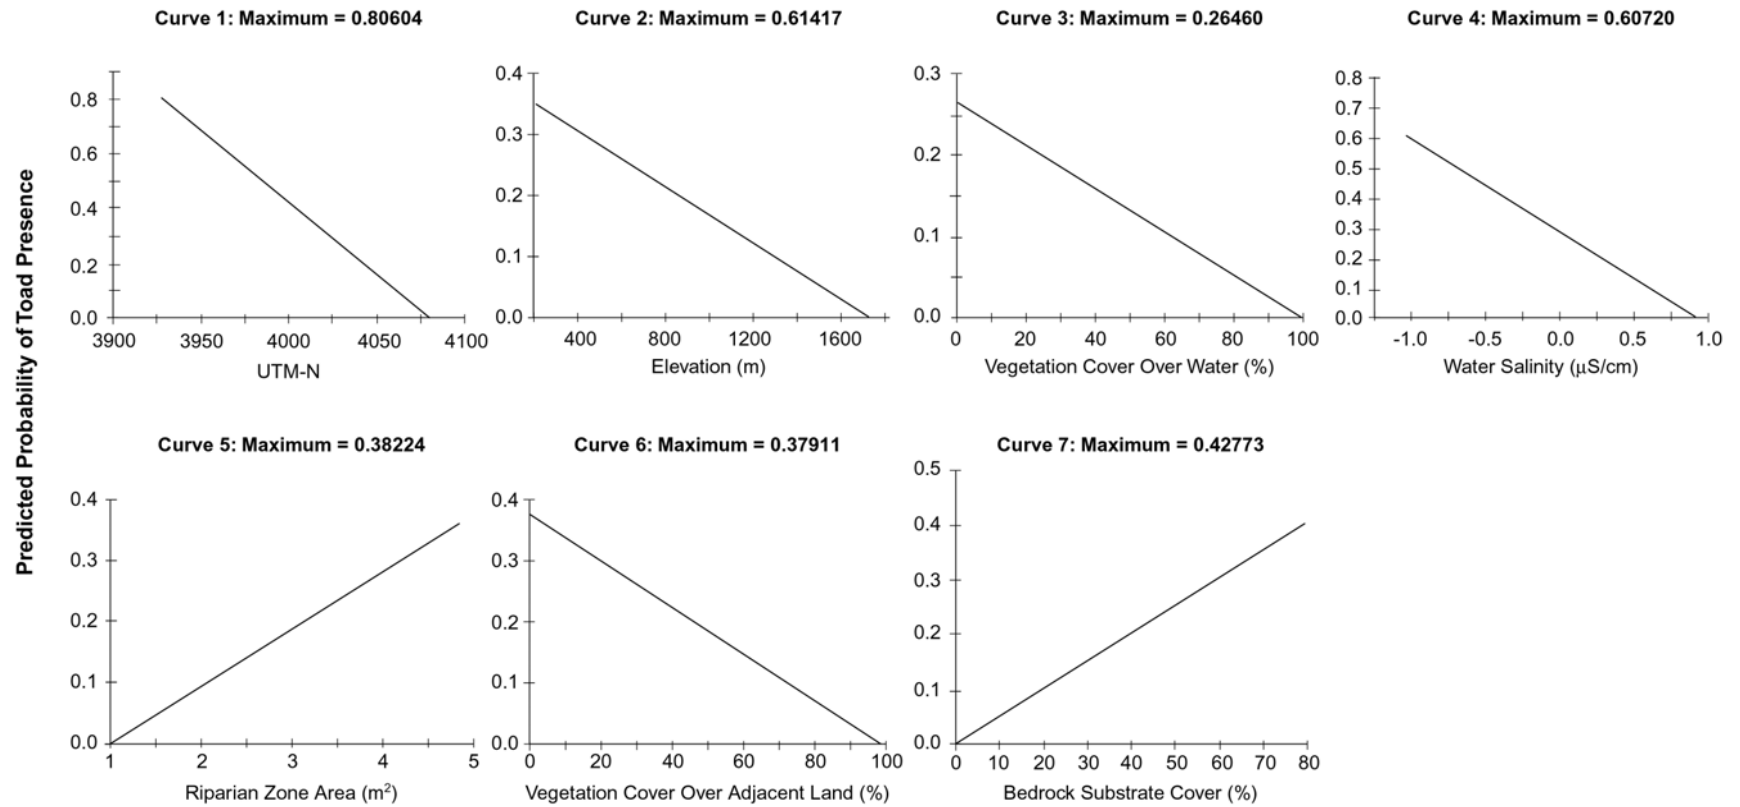 Predicted Probability of Toad Presence
Curve 1: Maximum = 0.80604
0.8
0.6
0.4
0.2
0.0
3900 3950 4000 4050 4100
UTM-N
Curve 2: Maximum = 0.61417
0.4
0.3
0.2
0.1
0.0
400 800 1200 1600
Elevation (m)
Curve 3: Maximum = 0.26460
0.3
0.2
0.1
0.0
0 20 40 60 80 100
Vegetation Cover Over Water (%)
Curve 4: Maximum = 0.60720
0.8
0.7
0.6
0.5
0.4
0.3
0.2
0.1
0.0
-1.0 -0.5 0.0 0.5 1.0
Water Salinity (µS/cm)
Curve 5: Maximum = 0.38224
0.4
0.3
0.2
0.1
0.0
1 2 3 4 5
Riparian Zone Area (m²)
Curve 6: Maximum = 0.37911
0.4
0.3
0.2
0.1
0.0
0 20 40 60 80 100
Vegetation Cover Over Adjacent Land (%)
Curve 7: Maximum = 0.42773
0.5
0.4
0.3
0.2
0.1
0.0
0 10 20 30 40 50 60 70 80
Bedrock Substrate Cover (%)